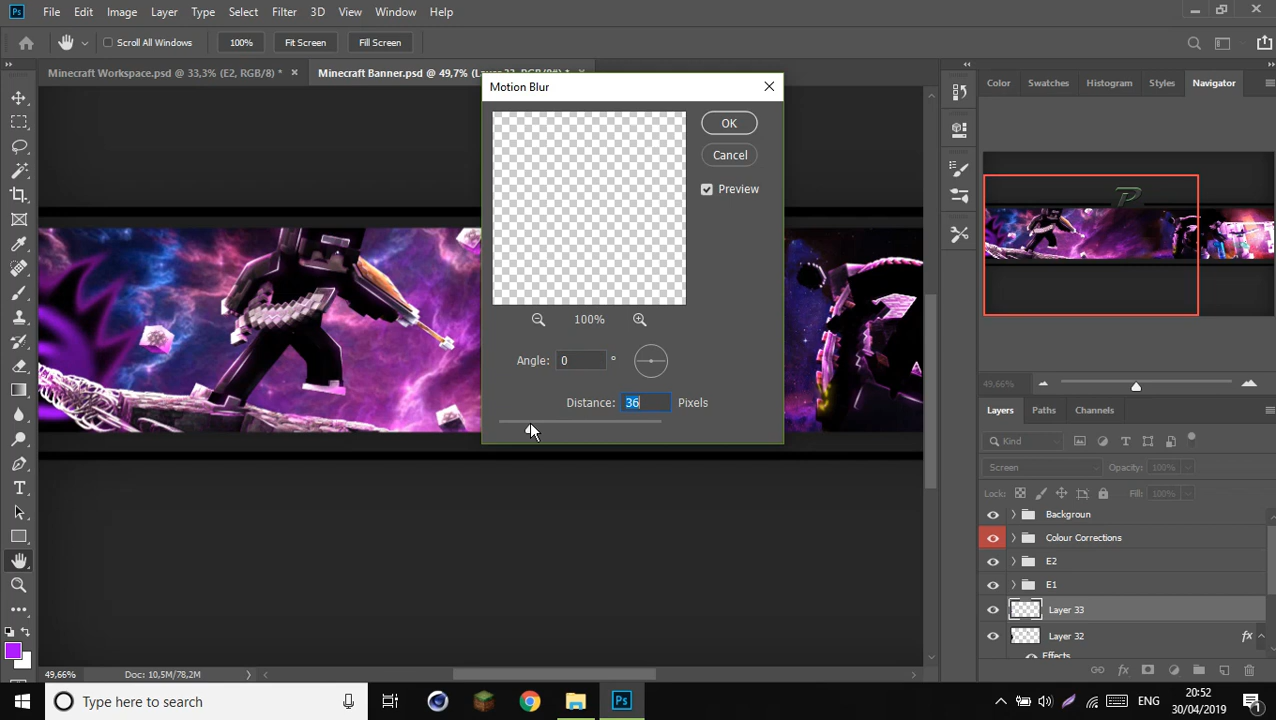 Ps File Edit Image Layer Type Select Filter 3D View Window Help
Scroll All Windows 100% Fit Screen Fill Screen
Minecraft Workspace.psd @ 33,3% (E2, RGB/8) * × Minecraft Banner.psd @ 49,7%
Motion Blur
OK
Cancel
Preview
100%
Angle: 0 °
Distance: 36 Pixels
Color Swatches Histogram Styles Navigator
P
49.66%
Layers Paths Channels
Kind
Screen Opacity: 100%
Lock: Fill: 100%
Backgroun
Colour Corrections
E2
E1
Layer 33
Layer 32 fx
Effects
49,66% Doc: 10,5M/78,2M
Type here to search
Ps
ENG
20:52
30/04/2019
1